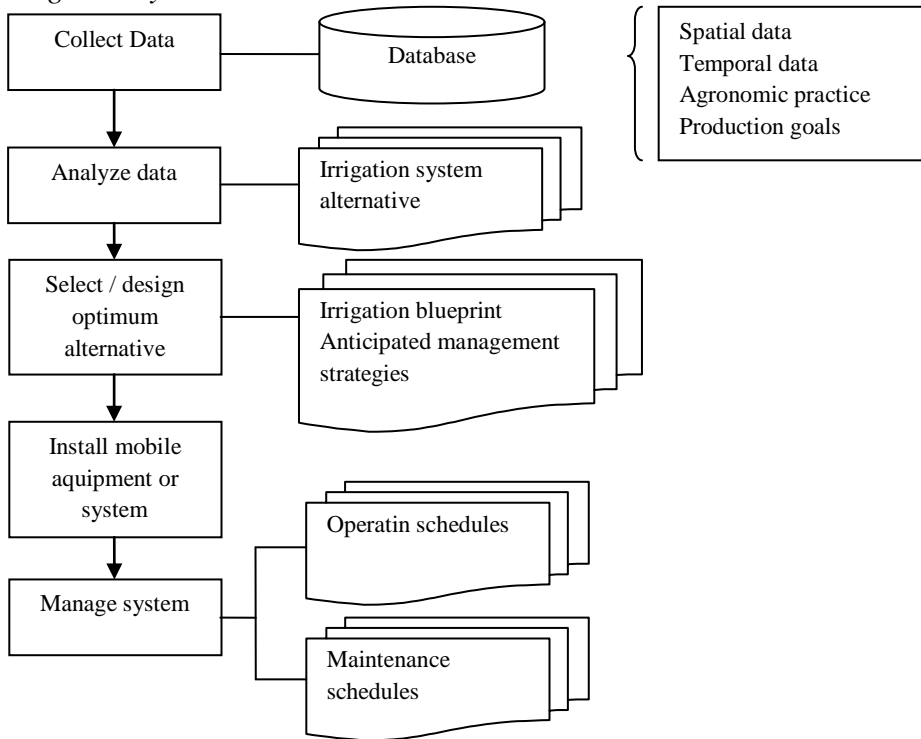 Collect Data
Database
Spatial data
Temporal data
Agronomic practice
Production goals
Analyze data
Irrigation system
alternative
Select / design
optimum
alternative
Irrigation blueprint
Anticipated management
strategies
Install mobile
aquipment or
system
Operatin schedules
Manage system
Maintenance
schedules